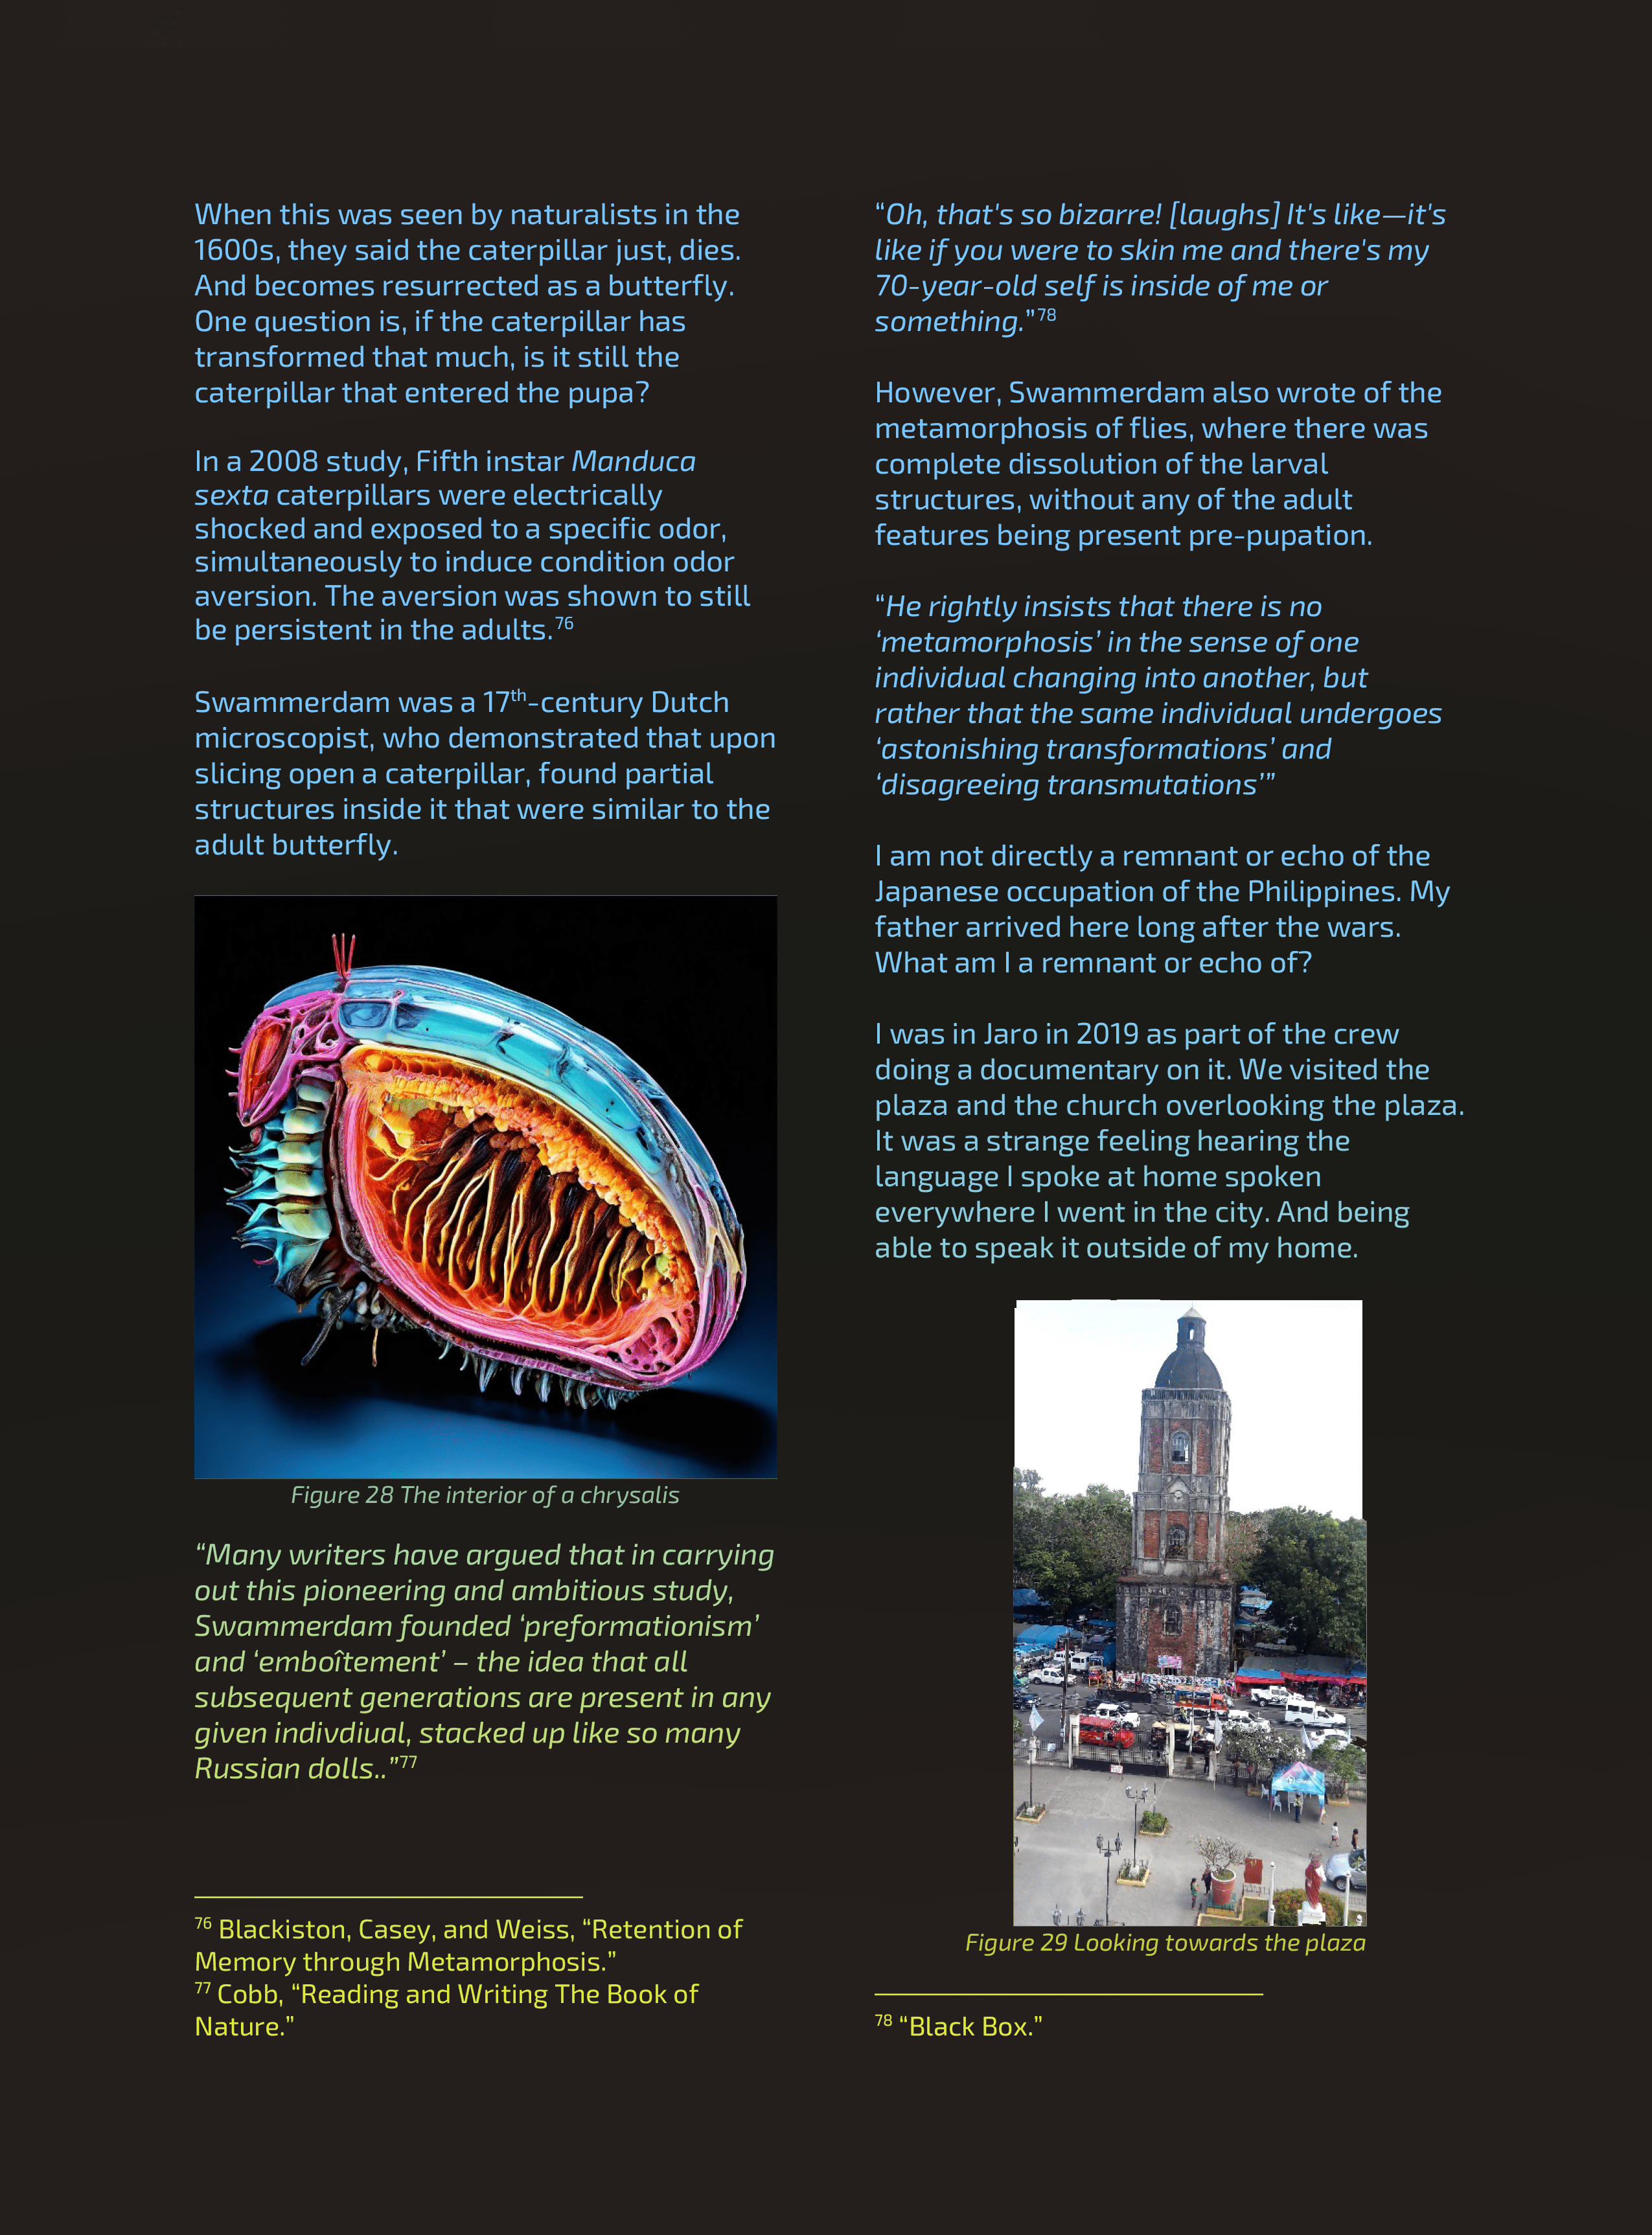 When this was seen by naturalists in the
1600s, they said the caterpillar just, dies.
And becomes resurrected as a butterfly.
One question is, if the caterpillar has
transformed that much, is it still the
caterpillar that entered the pupa?
In a 2008 study, Fifth instar Manduca
sexta caterpillars were electrically
shocked and exposed to a specific odor,
simultaneously to induce condition odor
aversion. The aversion was shown to still
be persistent in the adults.76
Swammerdam was a 17th-century Dutch
microscopist, who demonstrated that upon
slicing open a caterpillar, found partial
structures inside it that were similar to the
adult butterfly.
Figure 28 The interior of a chrysalis
“Many writers have argued that in carrying
out this pioneering and ambitious study,
Swammerdam founded ‘preformationism’
and ‘emboîtement’ – the idea that all
subsequent generations are present in any
given indivdiual, stacked up like so many
Russian dolls..”77
76 Blackiston, Casey, and Weiss, “Retention of
Memory through Metamorphosis.”
77 Cobb, “Reading and Writing The Book of
Nature.”
“Oh, that's so bizarre! [laughs] It's like—it's
like if you were to skin me and there's my
70-year-old self is inside of me or
something.”78
However, Swammerdam also wrote of the
metamorphosis of flies, where there was
complete dissolution of the larval
structures, without any of the adult
features being present pre-pupation.
“He rightly insists that there is no
‘metamorphosis’ in the sense of one
individual changing into another, but
rather that the same individual undergoes
‘astonishing transformations’ and
‘disagreeing transmutations’”
I am not directly a remnant or echo of the
Japanese occupation of the Philippines. My
father arrived here long after the wars.
What am I a remnant or echo of?
I was in Jaro in 2019 as part of the crew
doing a documentary on it. We visited the
plaza and the church overlooking the plaza.
It was a strange feeling hearing the
language I spoke at home spoken
everywhere I went in the city. And being
able to speak it outside of my home.
Figure 29 Looking towards the plaza
78 “Black Box.”